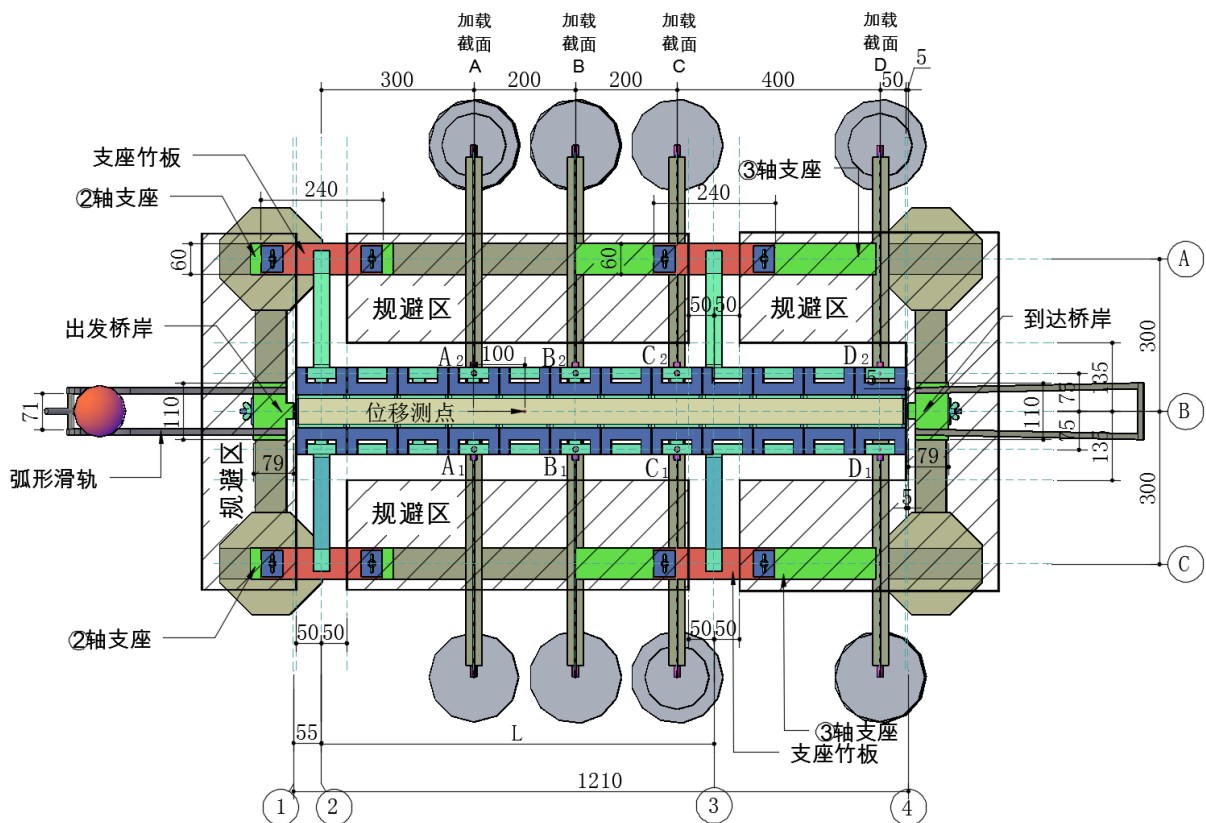 加载
截面
A
加载
截面
B
加载
截面
C
加载
截面
D
300
200
200
400
50
5
支座竹板
②轴支座
240
240
③轴支座
60
60
A
规避区
50 50
规避区
出发桥岸
到达桥岸
300
A2
100
B2
C2
D2
135
75
5
71
110
位移测点
110
B
75
135
弧形滑轨
规避区
79
A1
B1
C1
D1
79
5
300
规避区
C
②轴支座
50 50
50 50
③轴支座
支座竹板
55
L
1210
1
2
3
4